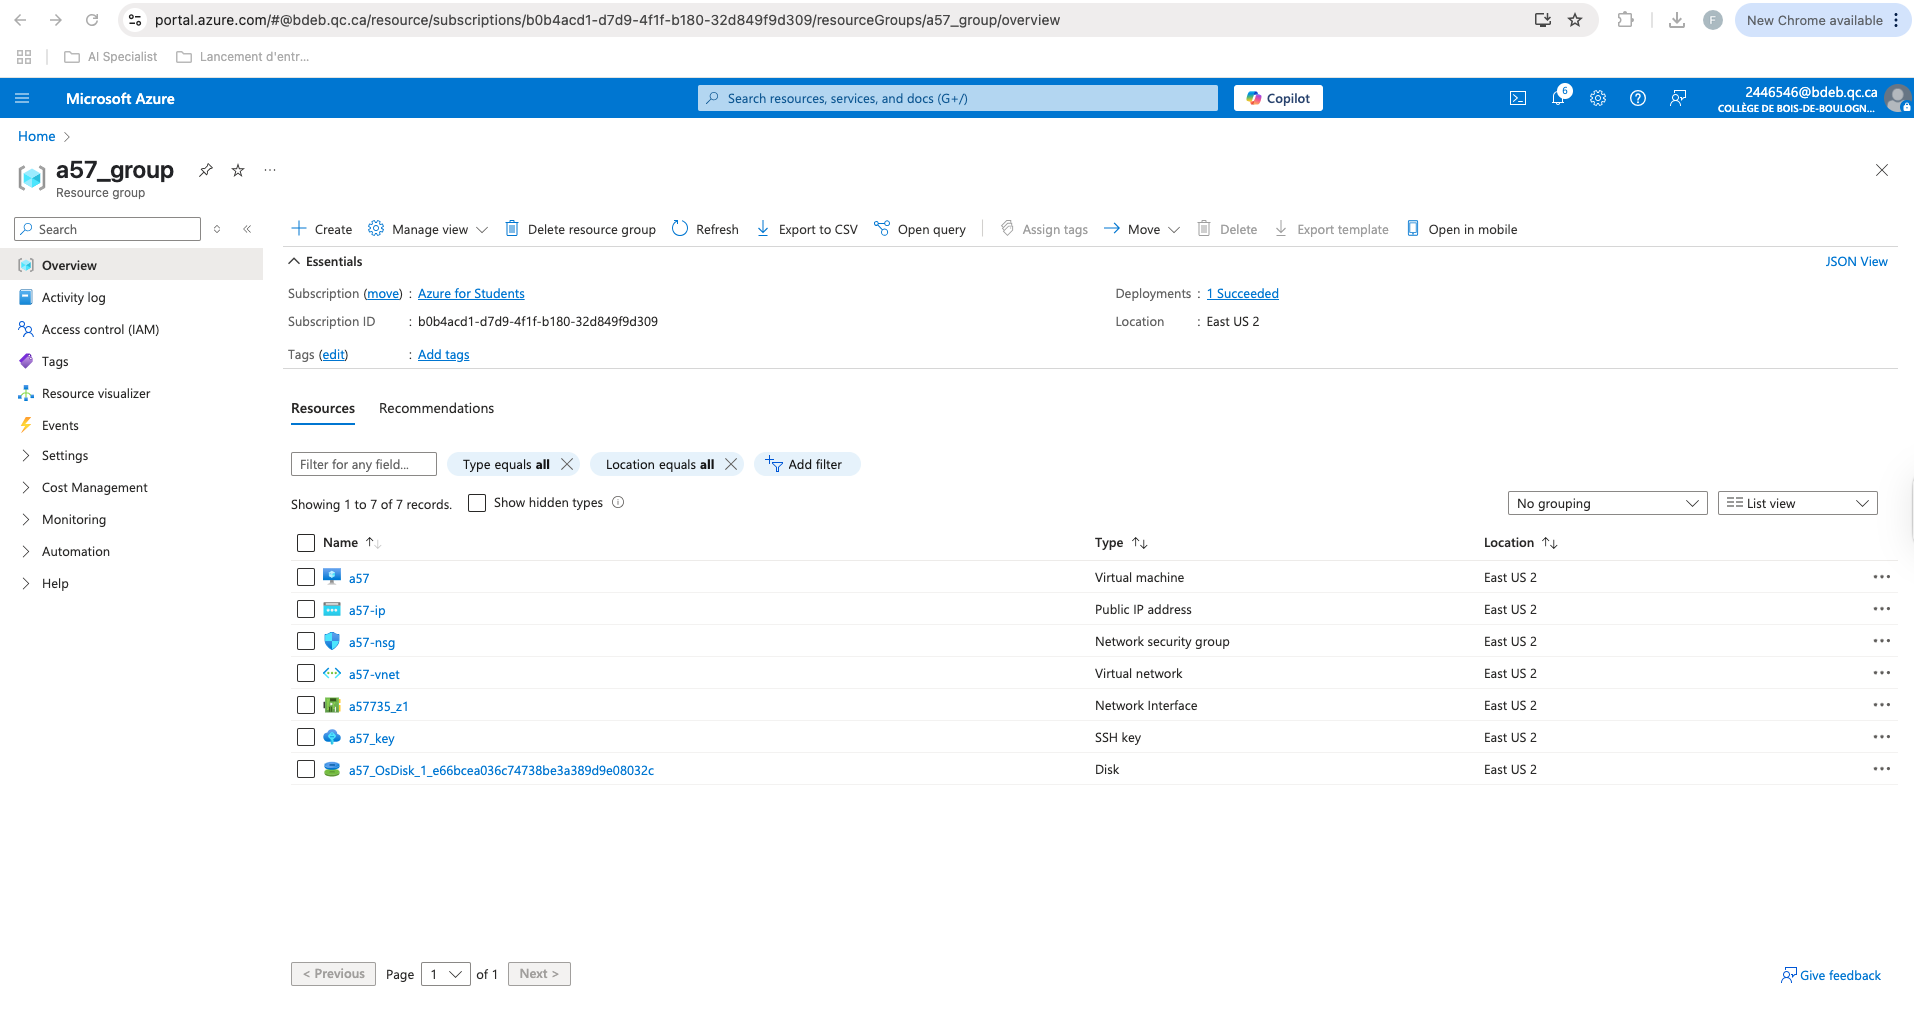 portal.azure.com/#@bdeb.qc.ca/resource/subscriptions/b0b4acd1-d7d9-4f1f-b180-32d849f9d309/resourceGroups/a57_group/overview
F
New Chrome available
AI Specialist
Lancement d'entr...
Microsoft Azure
Search resources, services, and docs (G+/)
Copilot
6
2446546@bdeb.qc.ca
COLLÈGE DE BOIS-DE-BOULOGN...
Home
a57_group
Resource group
Search
Create
Manage view
Delete resource group
Refresh
Export to CSV
Open query
Assign tags
Move
Delete
Export template
Open in mobile
Overview
Activity log
Access control (IAM)
Tags
Resource visualizer
Events
Settings
Cost Management
Monitoring
Automation
Help
Essentials
JSON View
Subscription (move) : Azure for Students
Deployments : 1 Succeeded
Subscription ID : b0b4acd1-d7d9-4f1f-b180-32d849f9d309
Location : East US 2
Tags (edit) : Add tags
Resources
Recommendations
Filter for any field...
Type equals all
Location equals all
Add filter
Showing 1 to 7 of 7 records.
Show hidden types
No grouping
List view
Name Type Location
a57 Virtual machine East US 2
a57-ip Public IP address East US 2
a57-nsg Network security group East US 2
a57-vnet Virtual network East US 2
a57735_z1 Network Interface East US 2
a57_key SSH key East US 2
a57_OsDisk_1_e66bcea036c74738be3a389d9e08032c Disk East US 2
< Previous Page 1 of 1 Next >
Give feedback